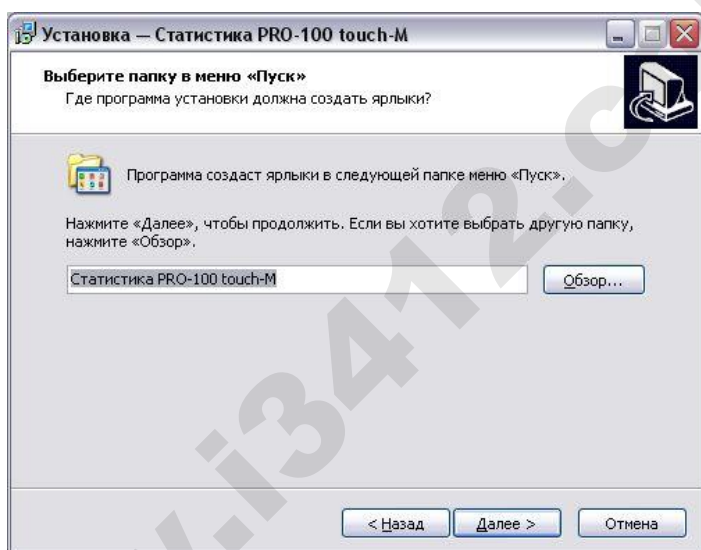 Установка — Статистика PRO-100 touch-M
Выберите папку в меню «Пуск»
Где программа установки должна создать ярлыки?
Программа создаст ярлыки в следующей папке меню «Пуск».
Нажмите «Далее», чтобы продолжить. Если вы хотите выбрать другую папку,
нажмите «Обзор».
Статистика PRO-100 touch-M
Обзор...
< Назад
Далее >
Отмена